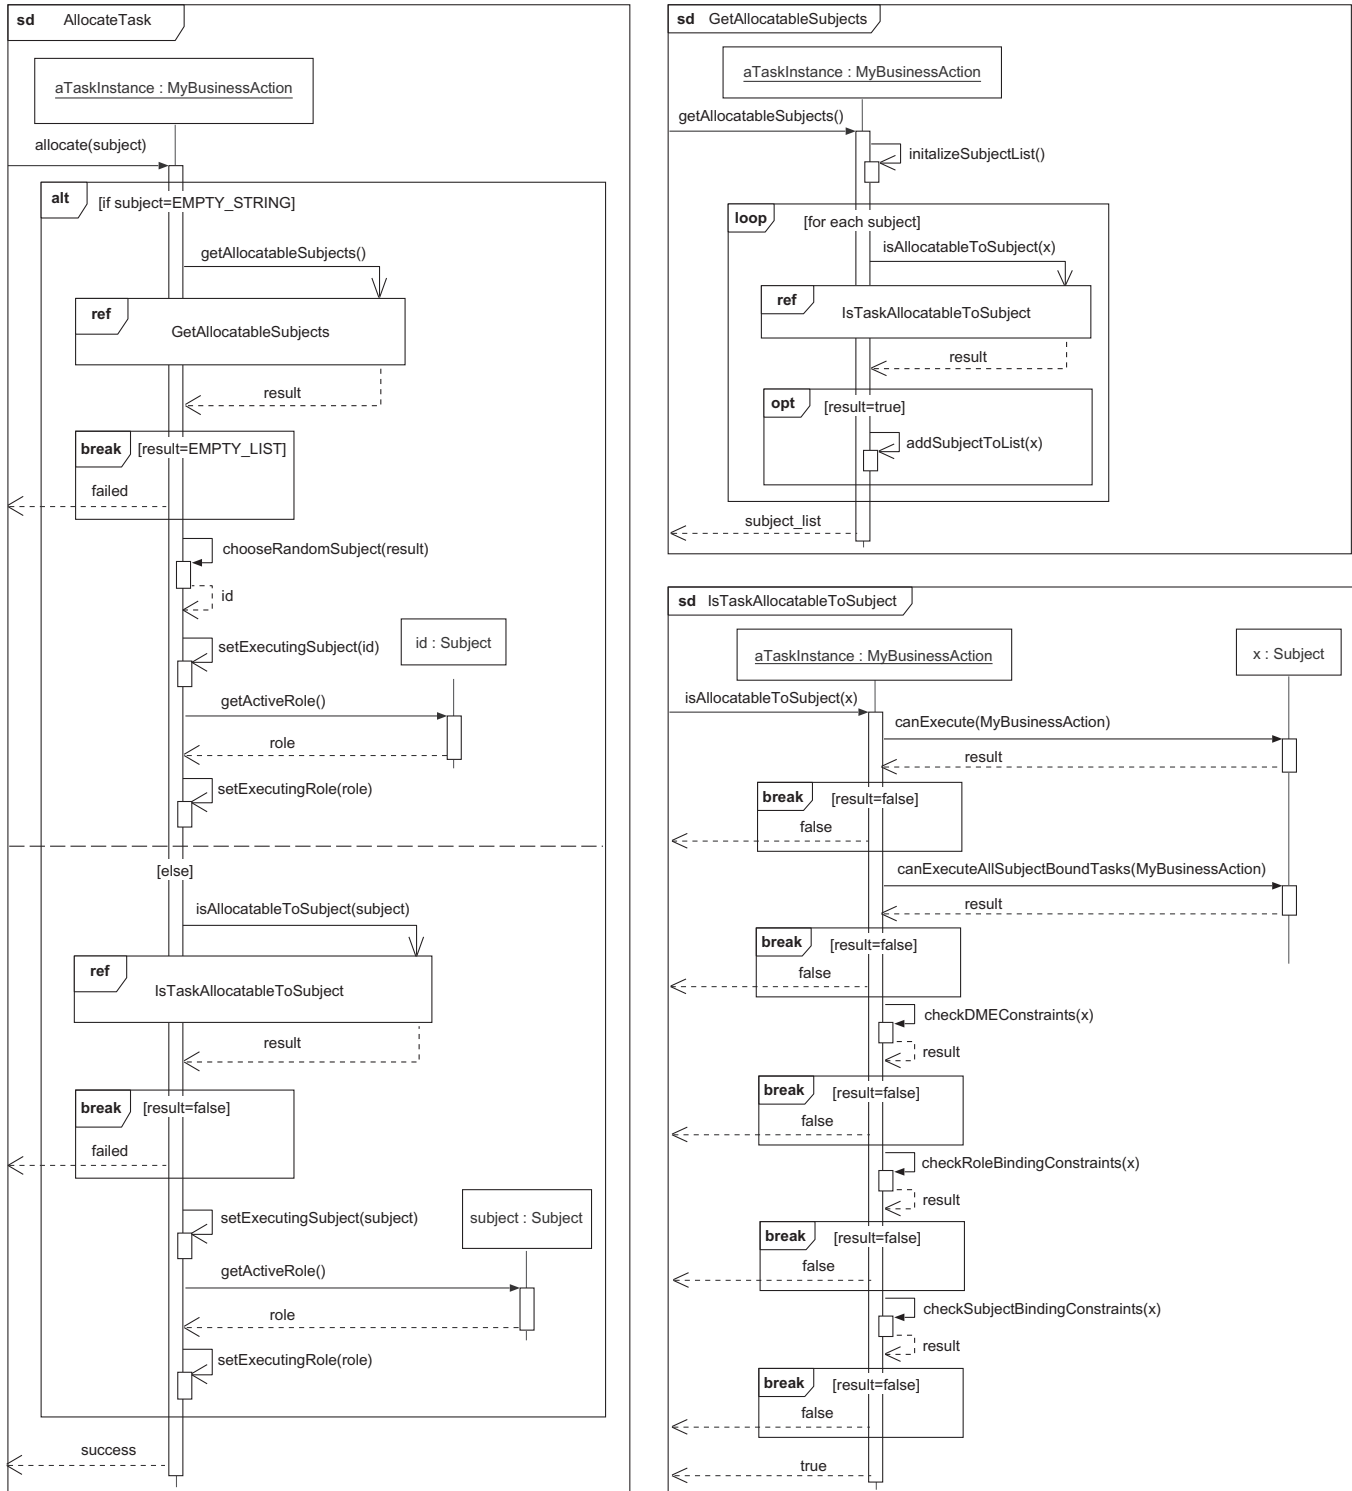 sd AllocateTask
aTaskInstance : MyBusinessAction
allocate(subject)
alt [if subject=EMPTY_STRING]
getAllocatableSubjects()
ref
GetAllocatableSubjects
result
break [result=EMPTY_LIST]
failed
chooseRandomSubject(result)
id
setExecutingSubject(id)
id : Subject
getActiveRole()
role
setExecutingRole(role)
[else]
isAllocatableToSubject(subject)
ref
IsTaskAllocatableToSubject
result
break [result=false]
failed
setExecutingSubject(subject)
subject : Subject
getActiveRole()
role
setExecutingRole(role)
success
sd GetAllocatableSubjects
aTaskInstance : MyBusinessAction
getAllocatableSubjects()
initalizeSubjectList()
loop [for each subject]
isAllocatableToSubject(x)
ref
IsTaskAllocatableToSubject
result
opt [result=true]
addSubjectToList(x)
subject_list
sd IsTaskAllocatableToSubject
aTaskInstance : MyBusinessAction
x : Subject
isAllocatableToSubject(x)
canExecute(MyBusinessAction)
result
break [result=false]
false
canExecuteAllSubjectBoundTasks(MyBusinessAction)
result
break [result=false]
false
checkDMEConstraints(x)
result
break [result=false]
false
checkRoleBindingConstraints(x)
result
break [result=false]
false
checkSubjectBindingConstraints(x)
result
break [result=false]
false
true